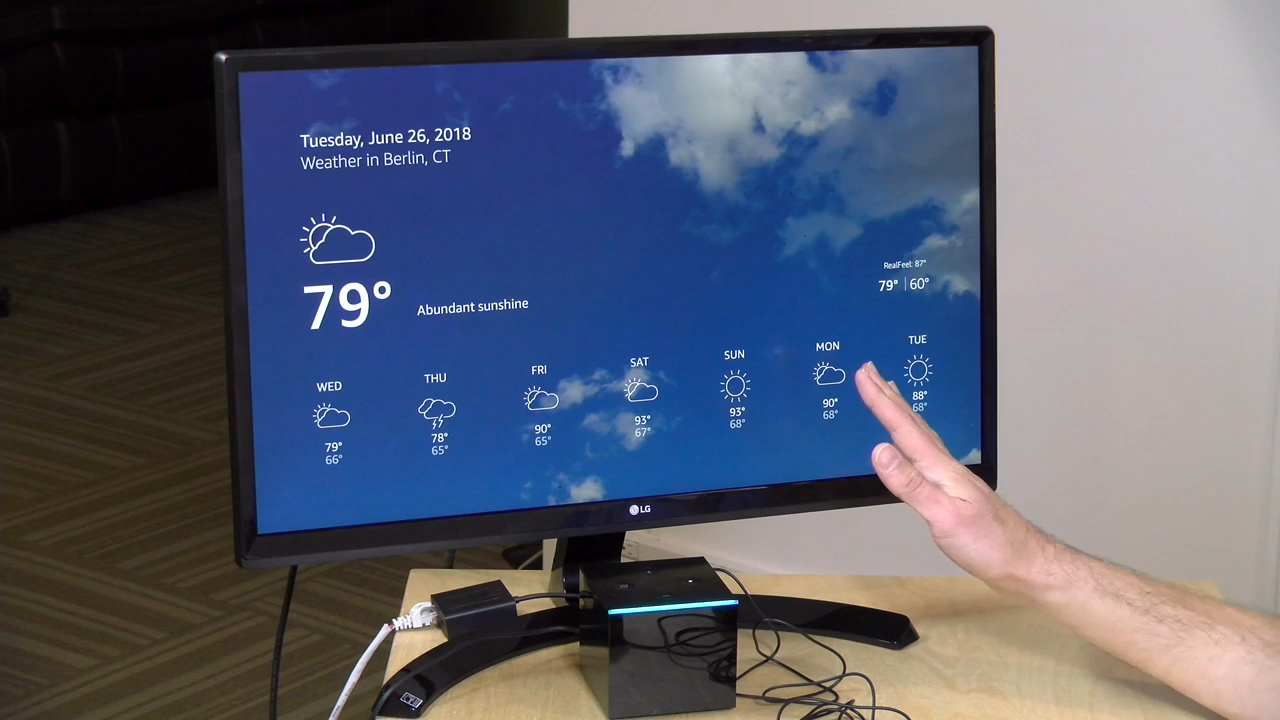 Tuesday, June 26, 2018
Weather in Berlin, CT
RealFeel: 87°
79° | 60°
79°
Abundant sunshine
WED
THU
FRI
SAT
SUN
MON
TUE
79°
66°
78°
65°
90°
65°
93°
67°
93°
68°
90°
68°
88°
68°
LG